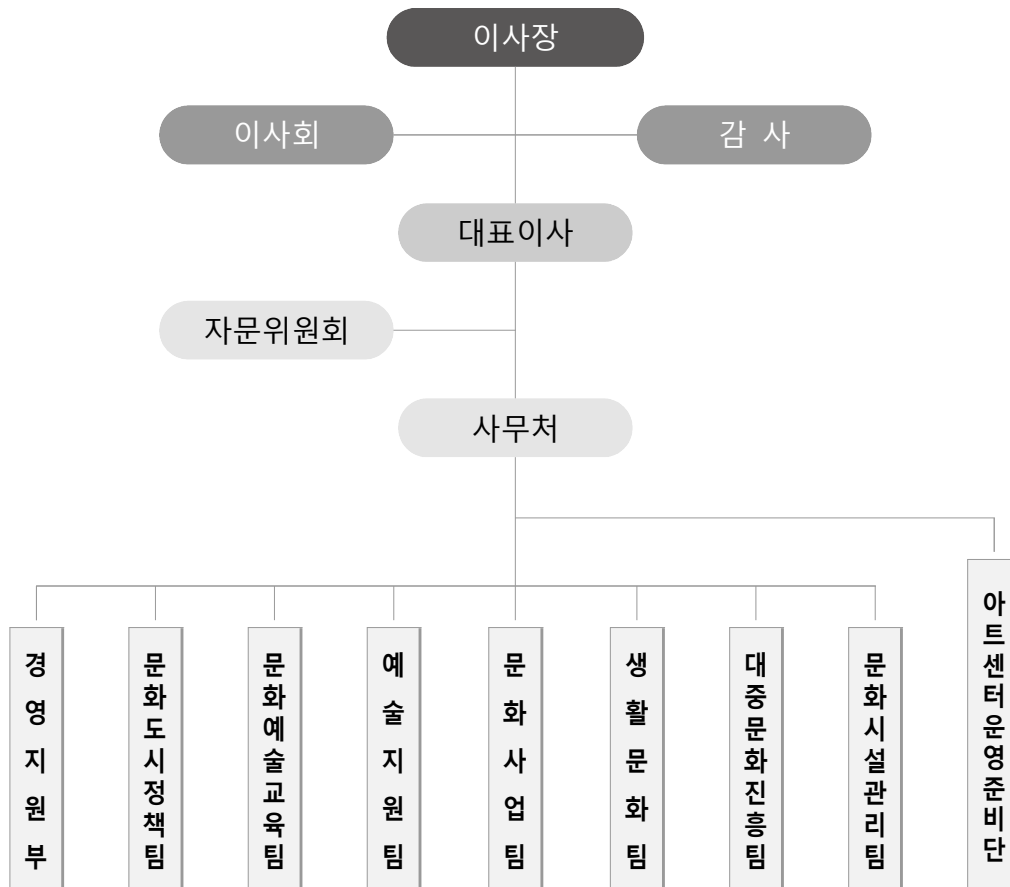 이사장
이사회
감 사
대표이사
자문위원회
사무처
경영지원부
문화도시정책팀
문화예술교육팀
예술지원팀
문화사업팀
생활문화팀
대중문화진흥팀
문화시설관리팀
아트센터운영준비단